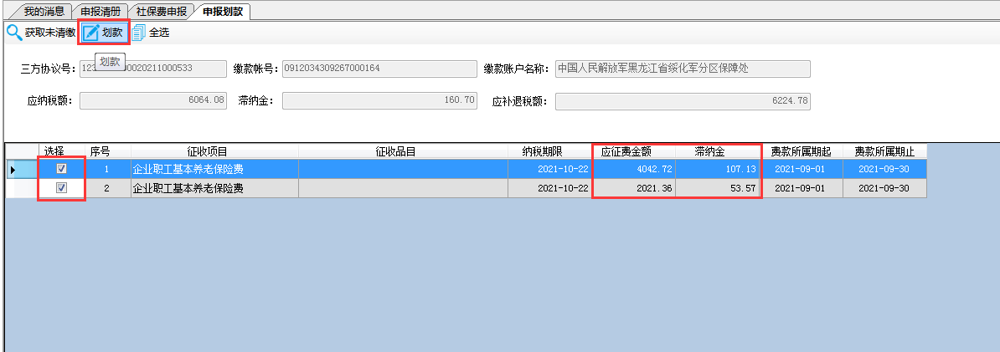 我的消息 申报清册 社保费申报 申报划款
获取未清缴 划款 全选
划款
三方协议号： 123 00020211000533 缴款帐号： 0912034309267000164 缴款账户名称： 中国人民解放军黑龙江省绥化军分区保障处
应纳税额： 6064.08 滞纳金： 160.70 应补退税额： 6224.78
选择 序号 征收项目 征收品目 纳税期限 应征费金额 滞纳金 费款所属期起 费款所属期止
1 企业职工基本养老保险费 2021-10-22 4042.72 107.13 2021-09-01 2021-09-30
2 企业职工基本养老保险费 2021-10-22 2021.36 53.57 2021-09-01 2021-09-30